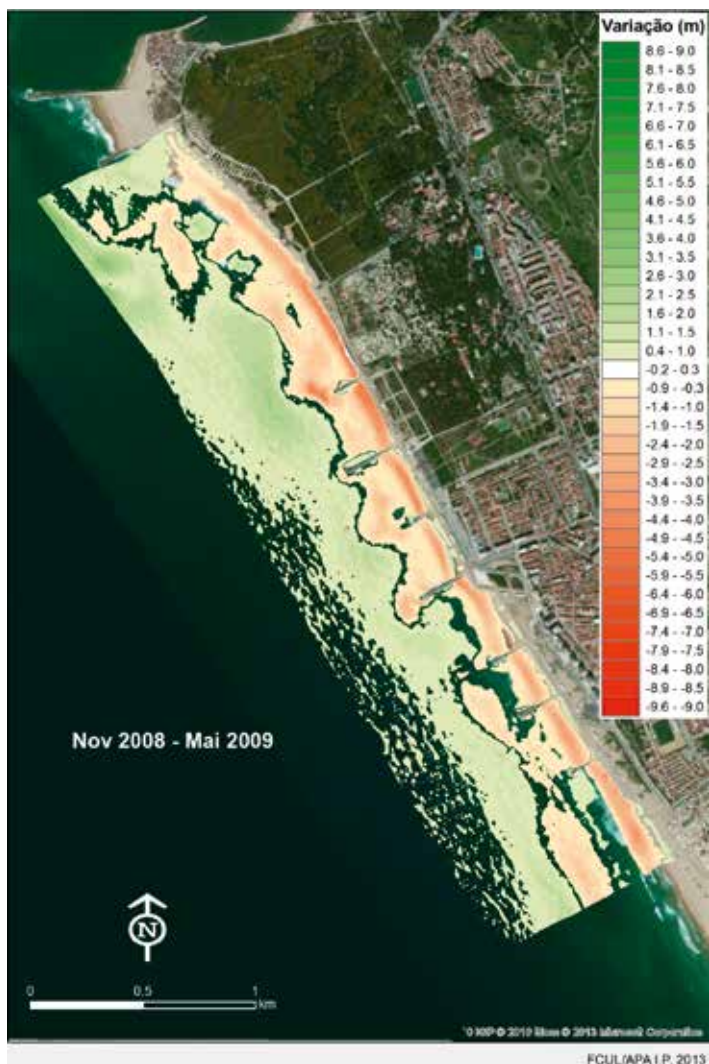 Variação (m)
8.6 - 9.0
8.1 - 8.5
7.6 - 8.0
7.1 - 7.5
6.6 - 7.0
6.1 - 6.5
5.6 - 6.0
5.1 - 5.5
4.6 - 5.0
4.1 - 4.5
3.6 - 4.0
3.1 - 3.5
2.6 - 3.0
2.1 - 2.5
1.6 - 2.0
1.1 - 1.5
0.4 - 1.0
-0.2 - 0.3
-0.9 - -0.3
-1.4 - -1.0
-1.9 - -1.5
-2.4 - -2.0
-2.9 - -2.5
-3.4 - -3.0
-3.9 - -3.5
-4.4 - -4.0
-4.9 - -4.5
-5.4 - -5.0
-5.9 - -5.5
-6.4 - -6.0
-6.9 - -6.5
-7.4 - -7.0
-7.9 - -7.5
-8.4 - -8.0
-8.9 - -8.5
-9.6 - -9.0
Nov 2008 - Mai 2009
N
0 0.5 1
km
© 2010 © 2013 Microsoft Corporation
FCUL/APA I.P. 2013